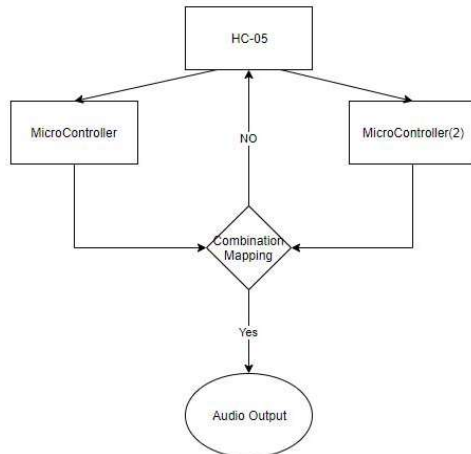 HC-05
MicroController
MicroController(2)
NO
Combination
Mapping
Yes
Audio Output